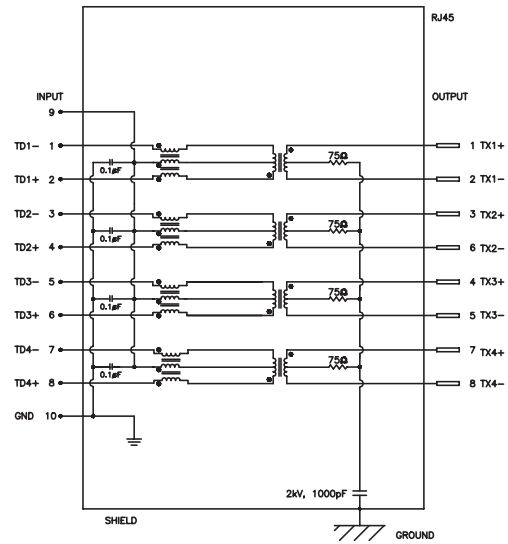 RJ45
INPUT
OUTPUT
9
TD1- 1
75Ω
1 TX1+
0.1µF
TD1+ 2
2 TX1-
TD2- 3
75Ω
3 TX2+
0.1µF
TD2+ 4
6 TX2-
TD3- 5
75Ω
4 TX3+
0.1µF
TD3+ 6
5 TX3-
TD4- 7
75Ω
7 TX4+
0.1µF
TD4+ 8
8 TX4-
GND 10
2kV, 1000pF
SHIELD
GROUND